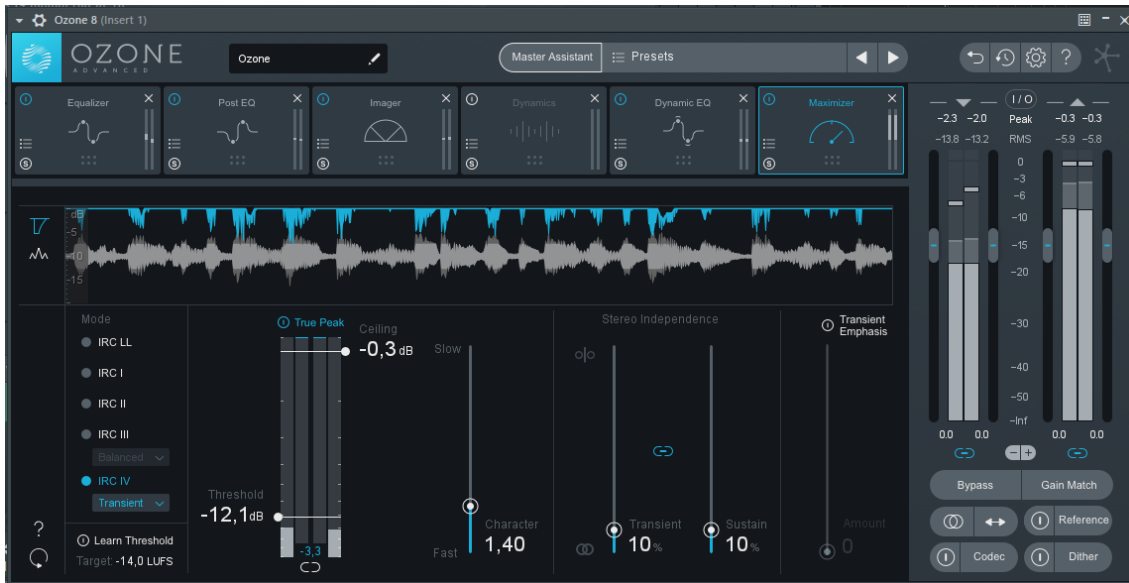 Ozone 8 (Insert 1)
OZONE
ADVANCED
Ozone
Master Assistant
Presets
?
Equalizer
Post EQ
Imager
Dynamics
Dynamic EQ
Maximizer
S S S S S S
I/O
Peak
-2.3 -2.0
-0.3 -0.3
RMS
-13.8 -13.2
-5.9 -5.8
0
-3
-6
-10
-15
-20
-30
-40
-50
-Inf
0.0 0.0
0.0 0.0
dB
-5
-10
-15
Mode
IRC LL
IRC I
IRC II
IRC III
Balanced
IRC IV
Transient
Learn Threshold
Target: -14,0 LUFS
?
True Peak
Ceiling
-0,3 dB
Threshold
-12,1 dB
-3,3
Slow
Fast
Character
1,40
Stereo Independence
Transient
10 %
Sustain
10 %
Transient
Emphasis
Amount
0
Bypass
Gain Match
Reference
Codec
Dither